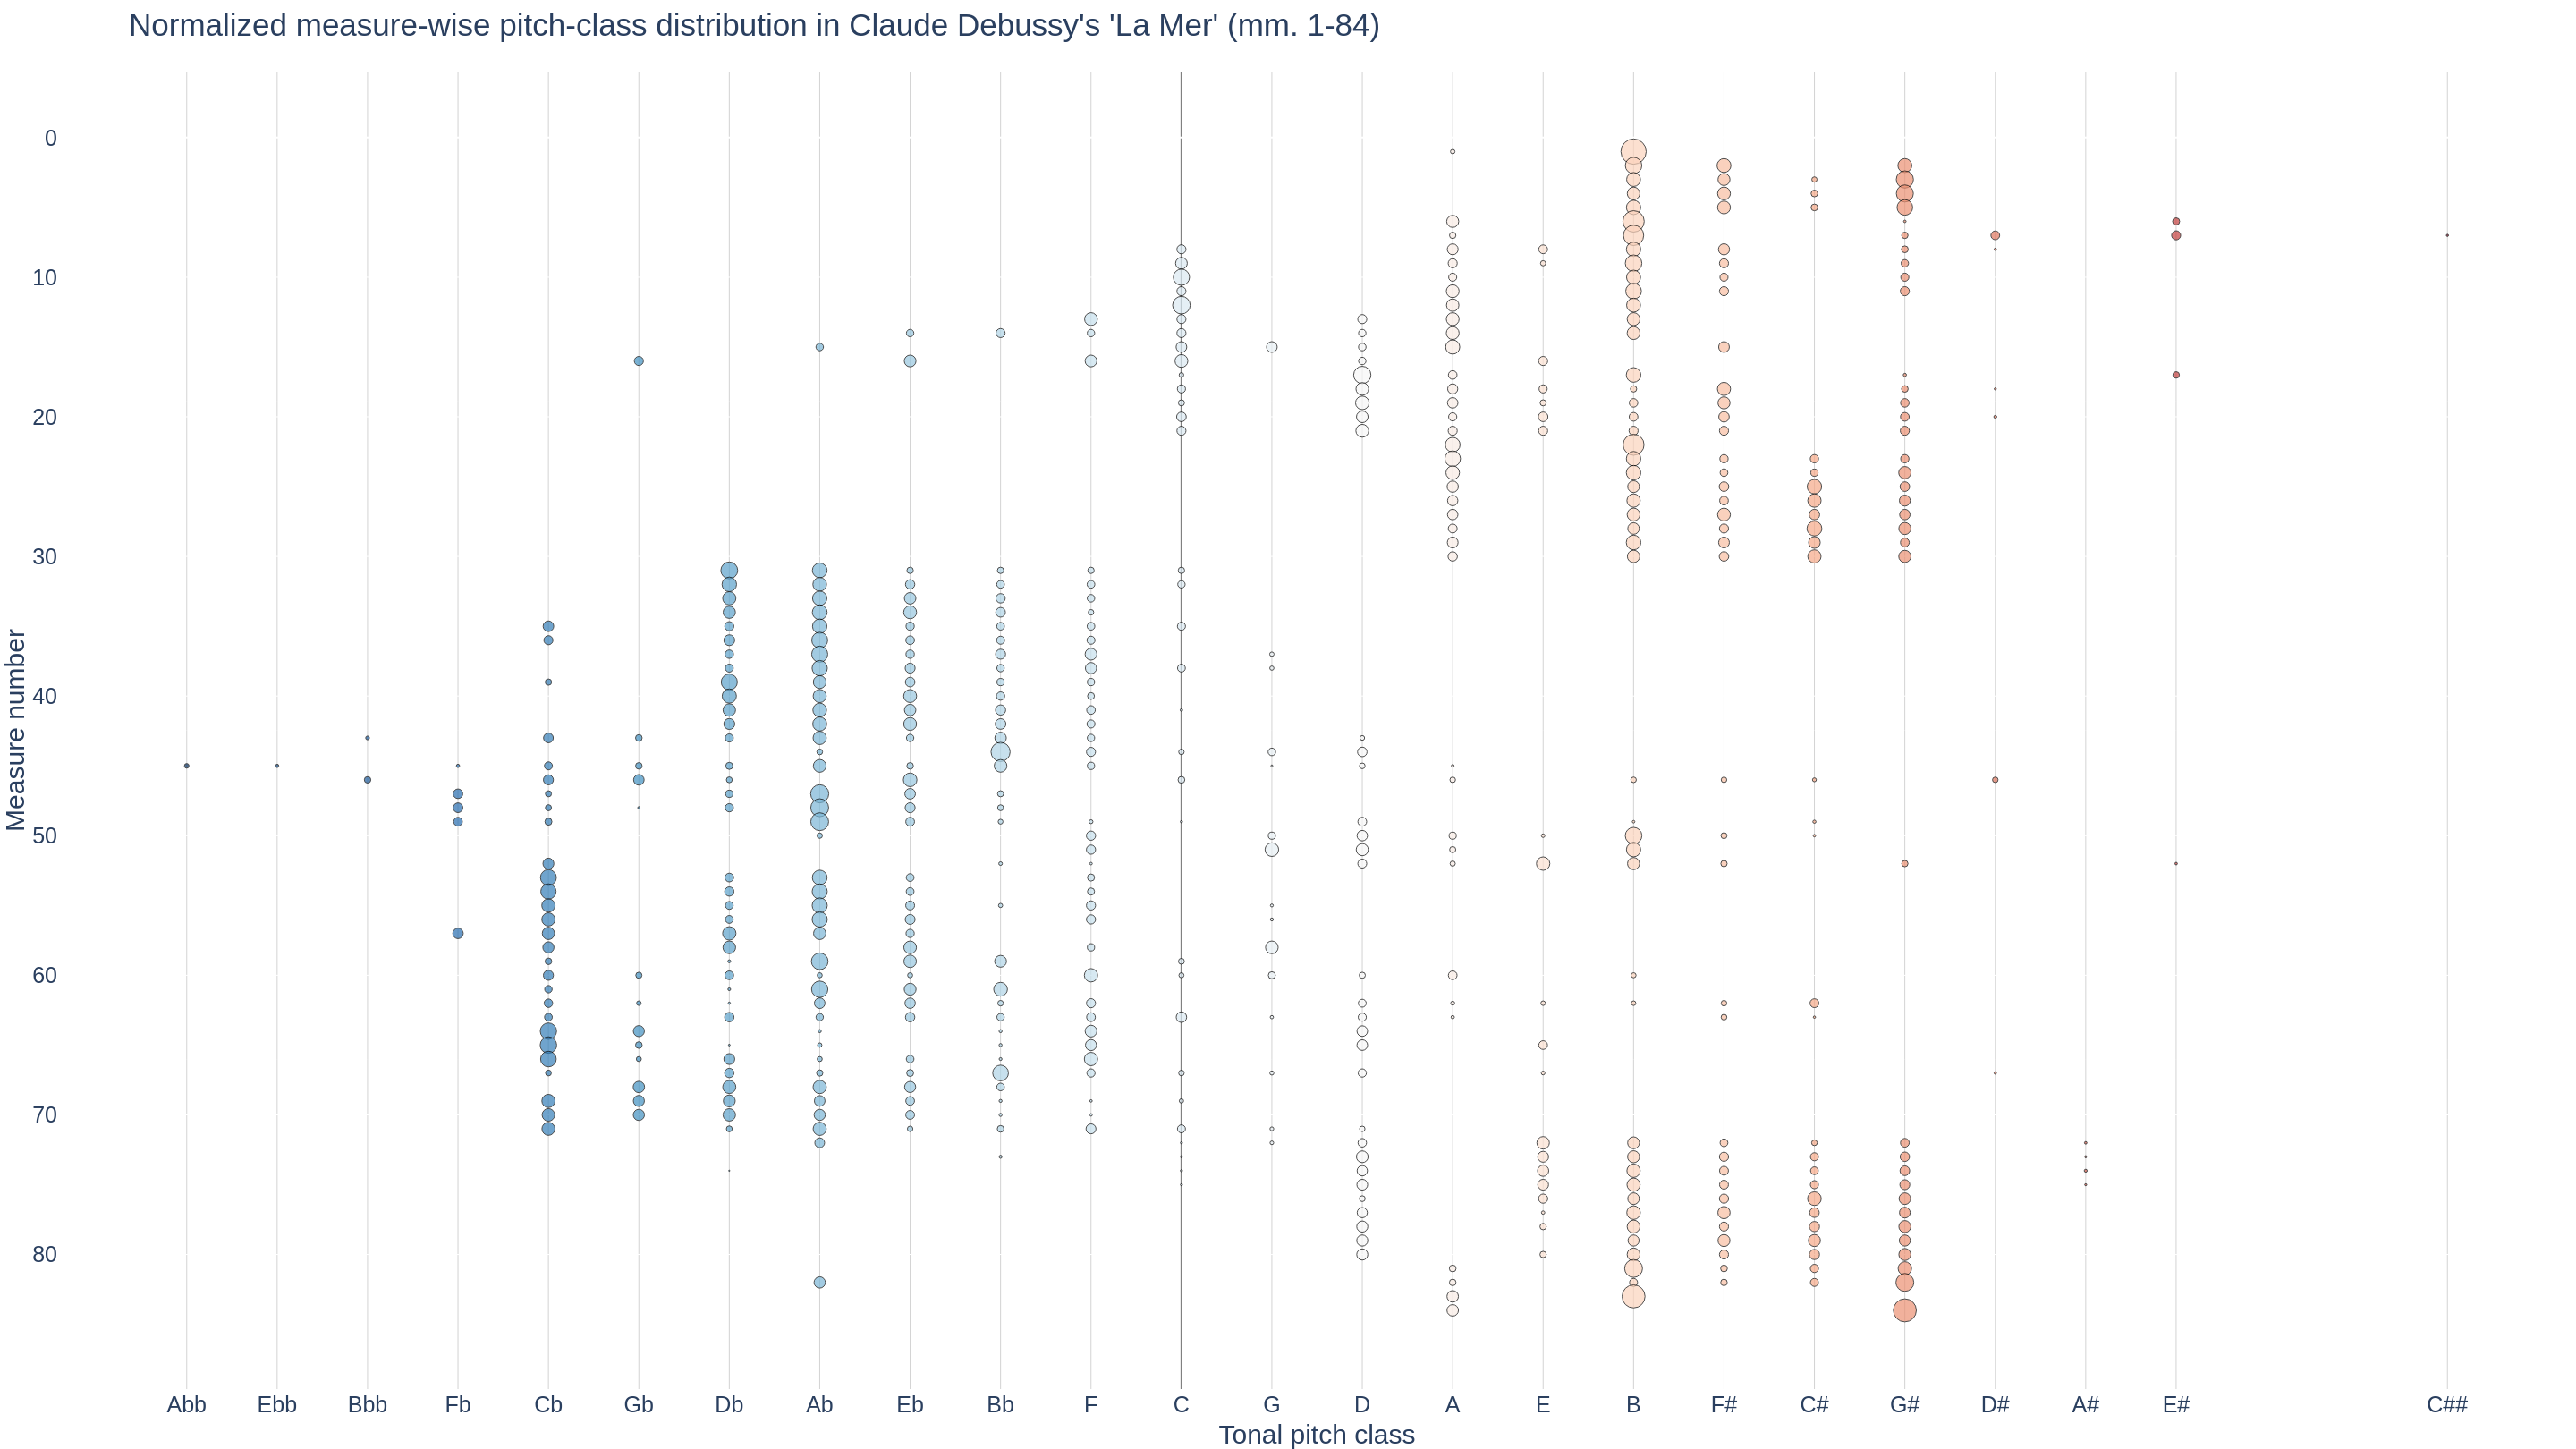 Normalized measure-wise pitch-class distribution in Claude Debussy's 'La Mer' (mm. 1-84)
Measure number
0
10
20
30
40
50
60
70
80
Abb Ebb Bbb Fb Cb Gb Db Ab Eb Bb F C G D A E B F# C# G# D# A# E# C##
Tonal pitch class